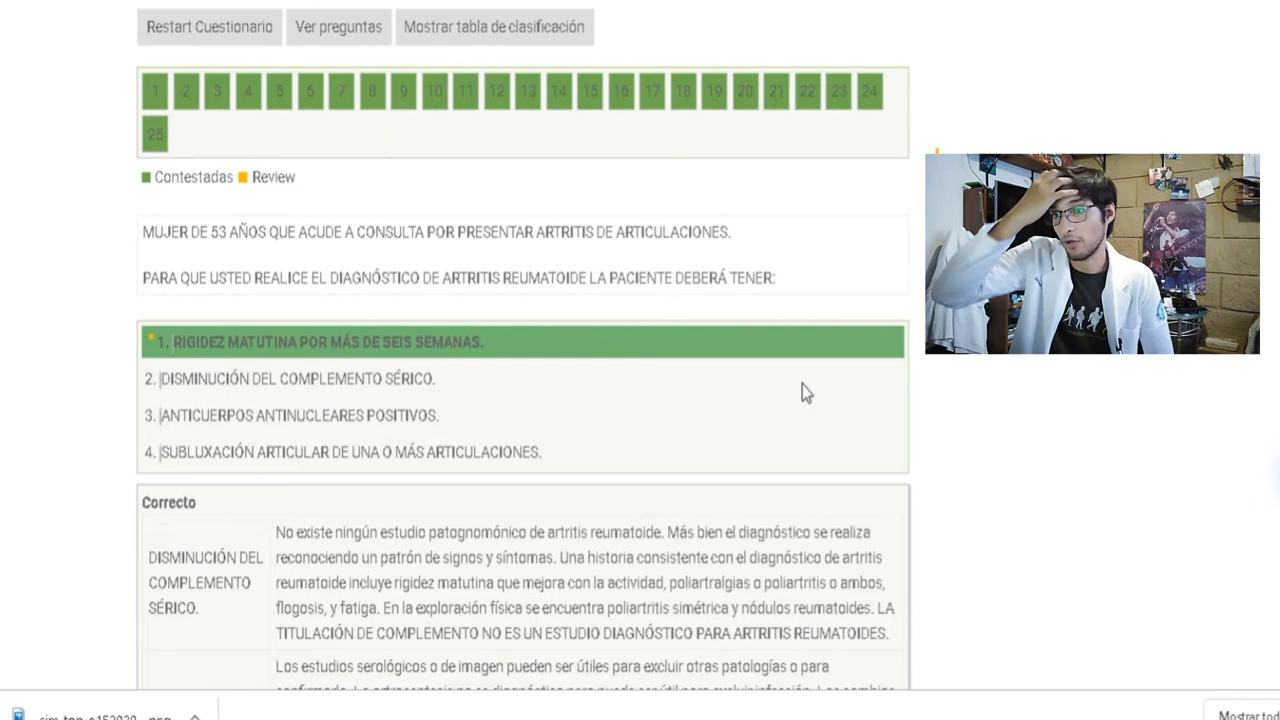 Restart Cuestionario Ver preguntas Mostrar tabla de clasificación
1 2 3 4 5 6 7 8 9 10 11 12 13 14 15 16 17 18 19 20 21 22 23 24
25
Contestadas Review
MUJER DE 53 AÑOS QUE ACUDE A CONSULTA POR PRESENTAR ARTRITIS DE ARTICULACIONES.
PARA QUE USTED REALICE EL DIAGNÓSTICO DE ARTRITIS REUMATOIDE LA PACIENTE DEBERÁ TENER:
1. RIGIDEZ MATUTINA POR MÁS DE SEIS SEMANAS.
2. DISMINUCIÓN DEL COMPLEMENTO SÉRICO.
3. ANTICUERPOS ANTINUCLEARES POSITIVOS.
4. SUBLUXACIÓN ARTICULAR DE UNA O MÁS ARTICULACIONES.
Correcto
DISMINUCIÓN DEL
COMPLEMENTO
SÉRICO.
No existe ningún estudio patognomónico de artritis reumatoide. Más bien el diagnóstico se realiza
reconociendo un patrón de signos y síntomas. Una historia consistente con el diagnóstico de artritis
reumatoide incluye rigidez matutina que mejora con la actividad, poliartralgias o poliartritis o ambos,
flogosis, y fatiga. En la exploración física se encuentra poliartritis simétrica y nódulos reumatoides. LA
TITULACIÓN DE COMPLEMENTO NO ES UN ESTUDIO DIAGNÓSTICO PARA ARTRITIS REUMATOIDES.
Los estudios serológicos o de imagen pueden ser útiles para excluir otras patologías o para
Mostrar tod